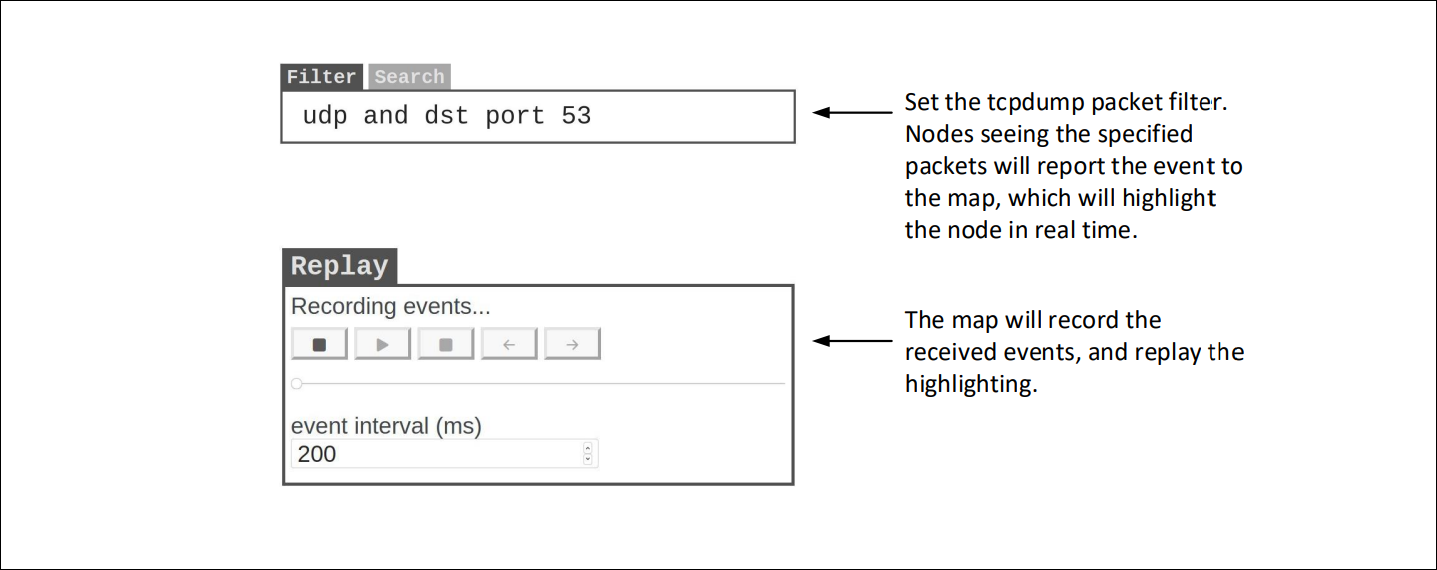 Filter Search
udp and dst port 53
Set the tcpdump packet filter.
Nodes seeing the specified
packets will report the event to
the map, which will highlight
the node in real time.
Replay
Recording events...
event interval (ms)
200
The map will record the
received events, and replay the
highlighting.